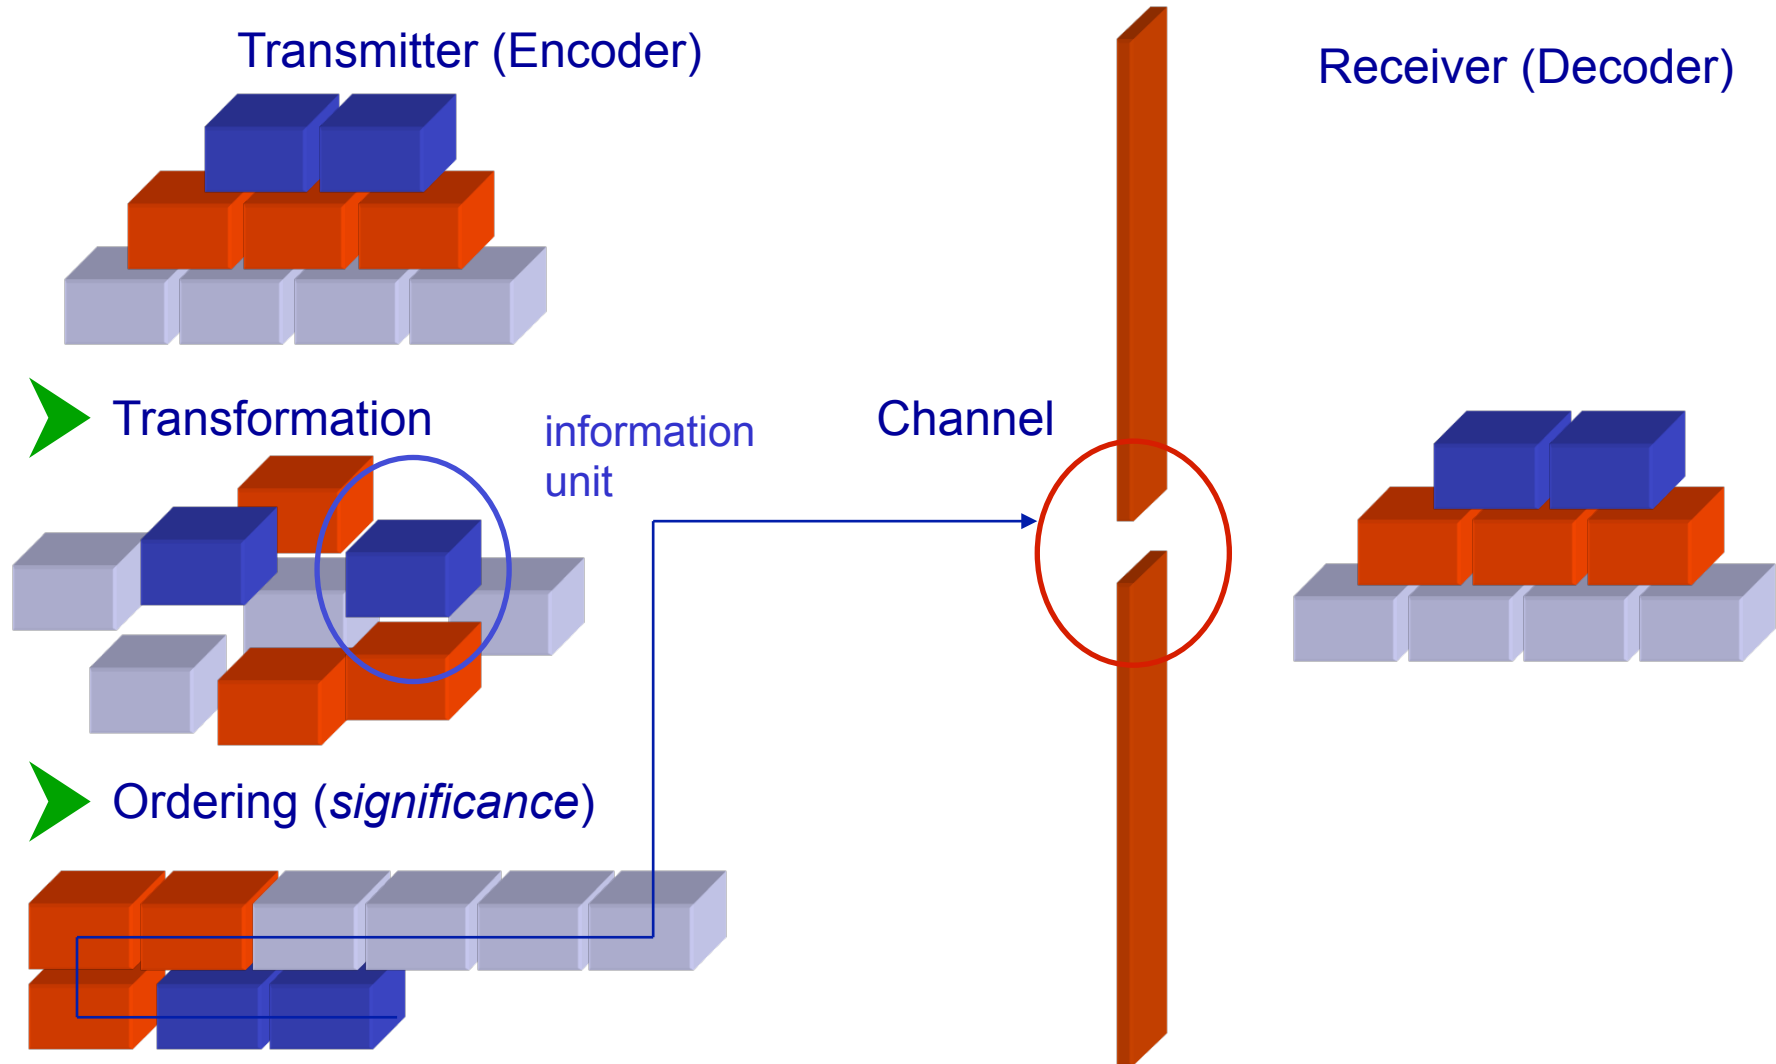 Transmitter (Encoder)
Receiver (Decoder)
Transformation
information
unit
Channel
Ordering (significance)